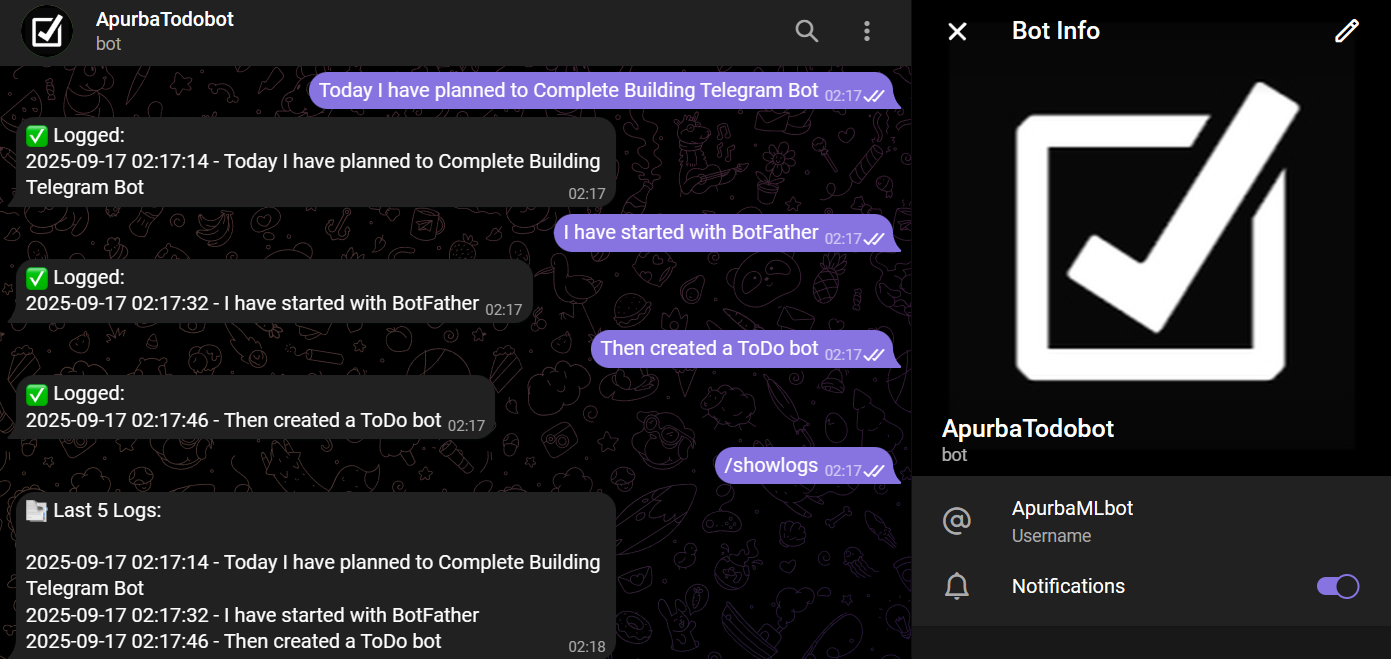 ApurbaTodobot
bot
Today I have planned to Complete Building Telegram Bot 02:17
✅ Logged:
2025-09-17 02:17:14 - Today I have planned to Complete Building
Telegram Bot
02:17
I have started with BotFather 02:17
✅ Logged:
2025-09-17 02:17:32 - I have started with BotFather 02:17
Then created a ToDo bot 02:17
✅ Logged:
2025-09-17 02:17:46 - Then created a ToDo bot 02:17
/showlogs 02:17
Last 5 Logs:
2025-09-17 02:17:14 - Today I have planned to Complete Building
Telegram Bot
2025-09-17 02:17:32 - I have started with BotFather
2025-09-17 02:17:46 - Then created a ToDo bot
02:18
Bot Info
ApurbaTodobot
bot
@ ApurbaMLbot
Username
Notifications